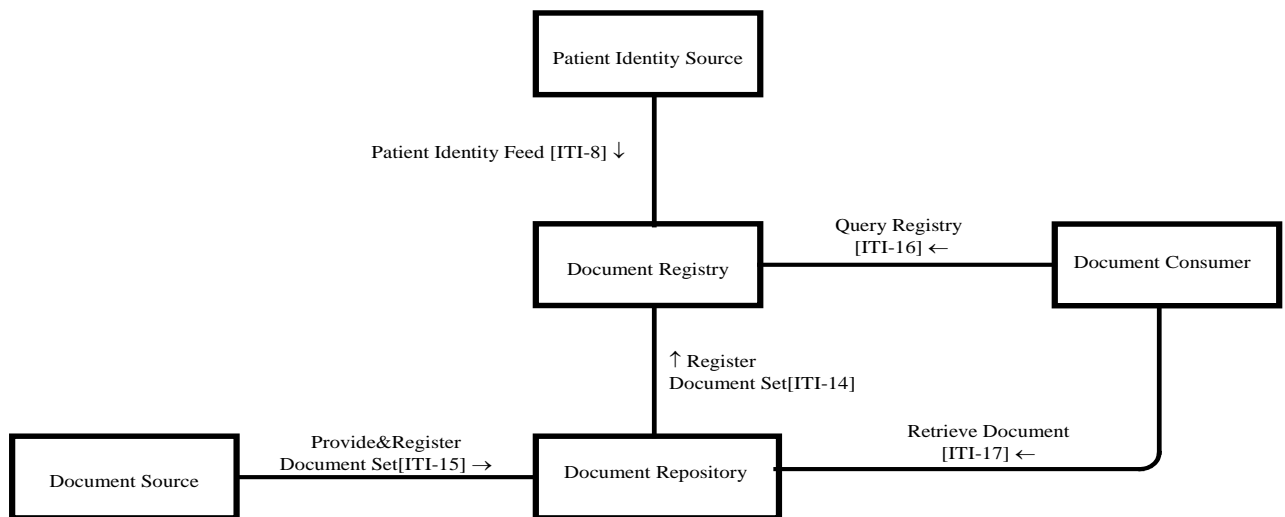 Patient Identity Source
Patient Identity Feed [ITI-8] ↓
Query Registry
[ITI-16] ←
Document Registry
Document Consumer
↑ Register
Document Set[ITI-14]
Provide&Register
Document Set[ITI-15] →
Retrieve Document
[ITI-17] ←
Document Source
Document Repository